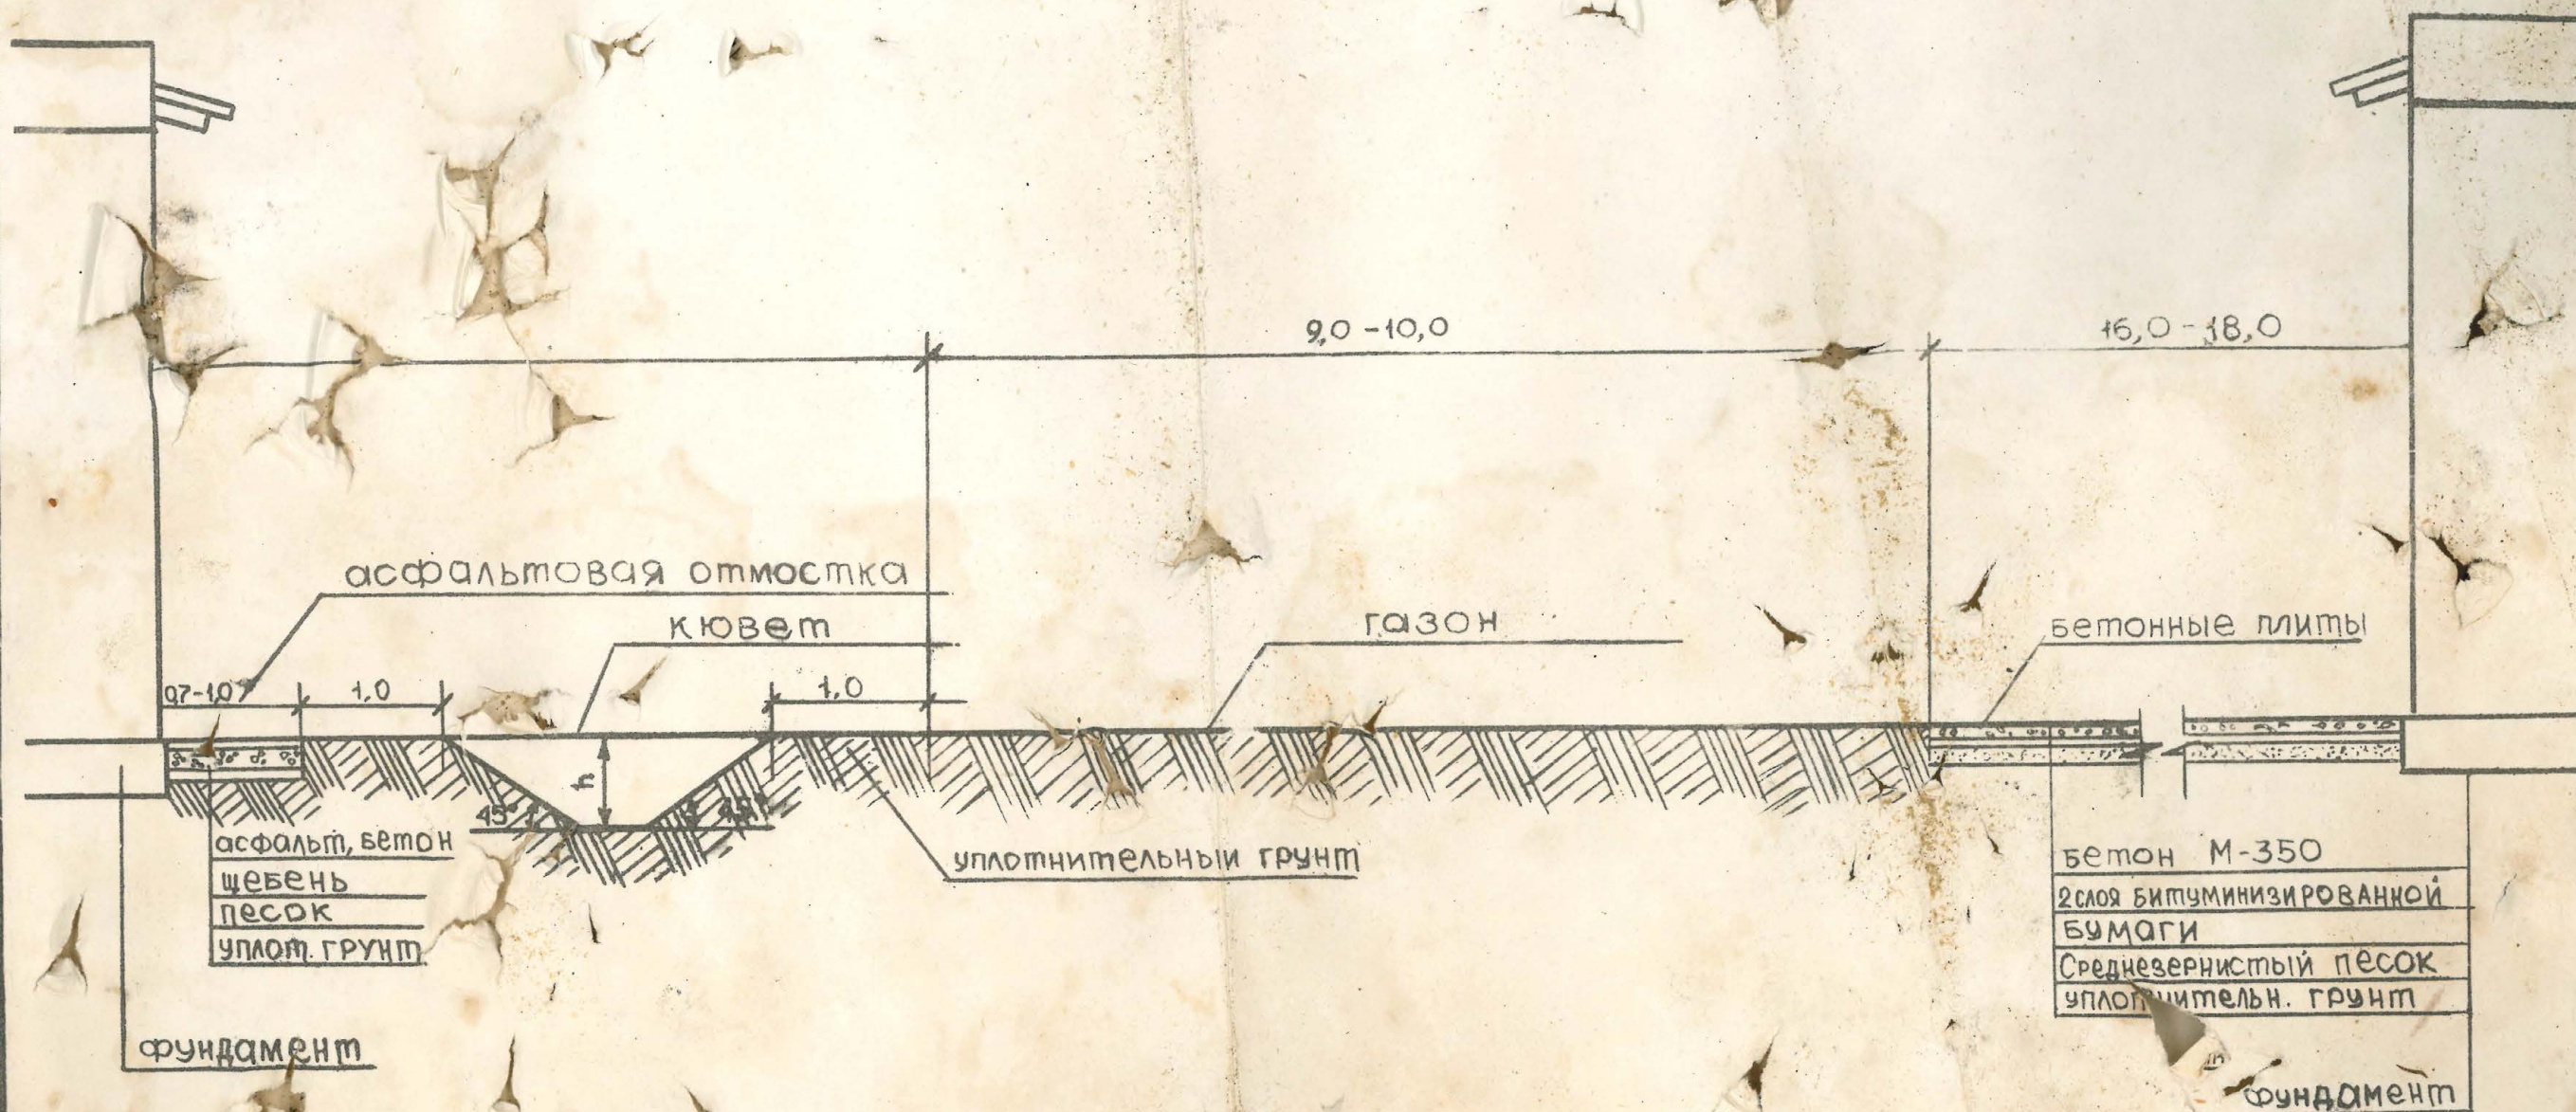 9,0-10,0
16,0-18,0
асфальтовая отмостка
кювет
газон
бетонные плиты
0,7-1,0
1,0
1,0
h
45°
45°
асфальт, бетон
щебень
песок
уплот. грунт
уплотнительный грунт
бетон М-350
2 слоя битуминизированной
бумаги
Среднезернистый песок
уплотнительн. грунт
фундамент
фундамент